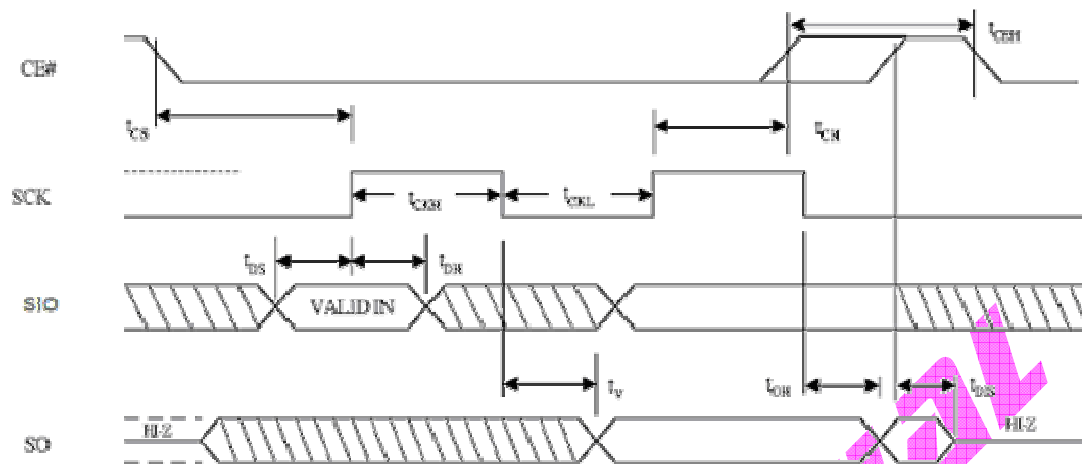 CE#
tCEH
tCS
tCH
SCK
tCKH
tCKL
tDS
tDH
SIO
VALID IN
tV
tOH
tDIS
HI-Z
HI-Z
SO